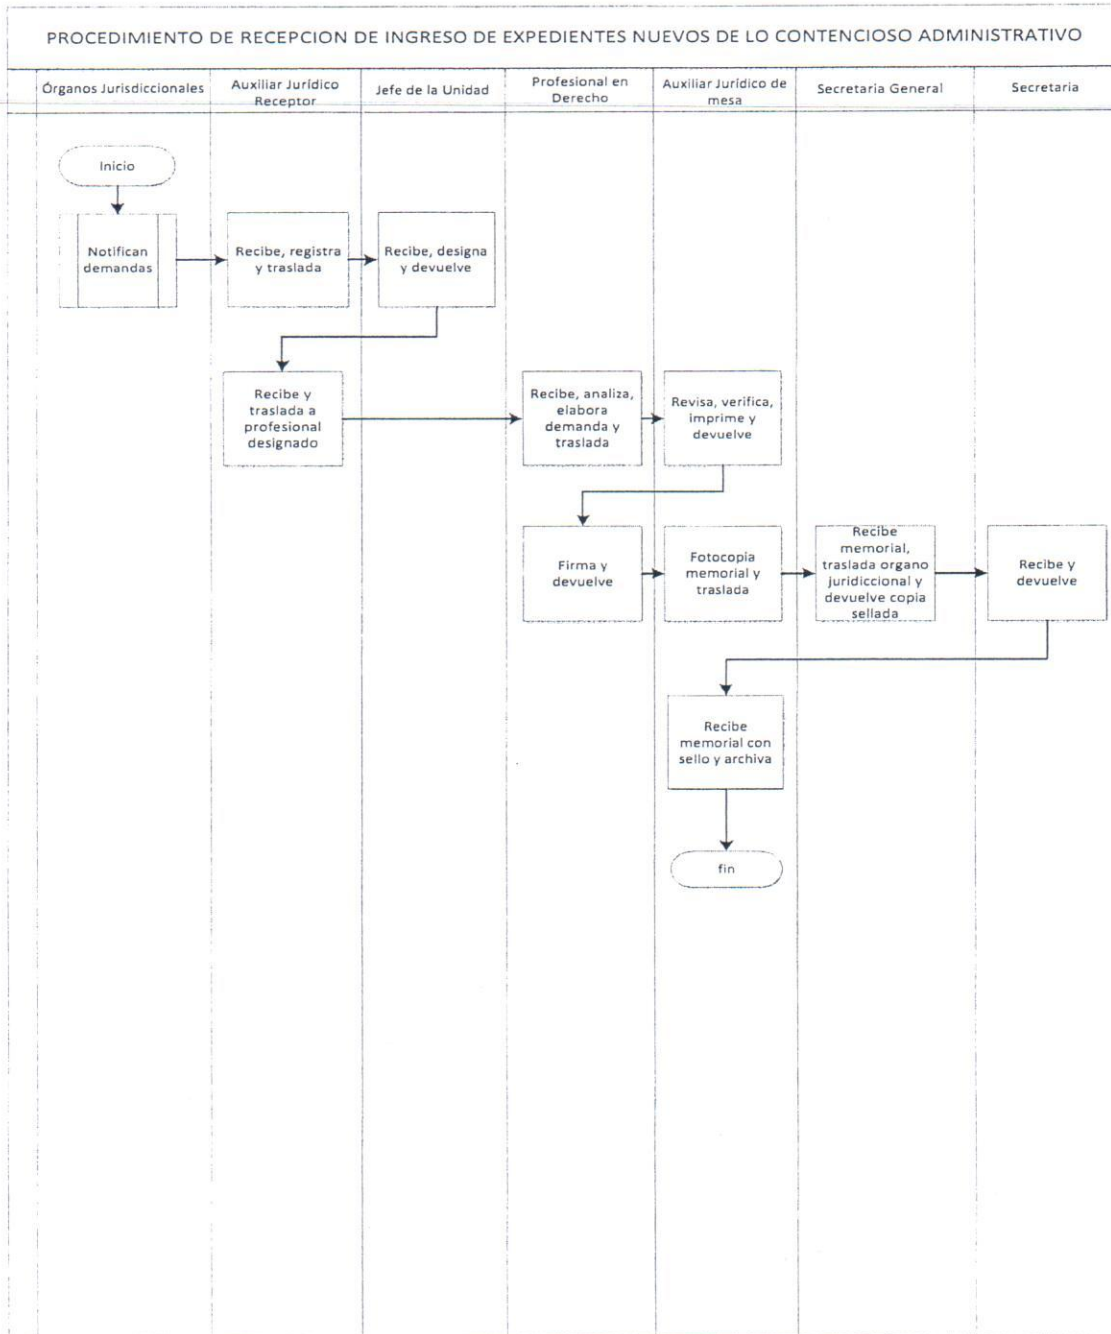 PROCEDIMIENTO DE RECEPCION DE INGRESO DE EXPEDIENTES NUEVOS DE LO CONTENCIOSO ADMINISTRATIVO
Órganos Jurisdiccionales
Auxiliar Jurídico
Receptor
Jefe de la Unidad
Profesional en
Derecho
Auxiliar Jurídico de
mesa
Secretaria General
Secretaria
Inicio
Notifican
demandas
Recibe, registra
y traslada
Recibe, designa
y devuelve
Recibe y
traslada a
profesional
designado
Recibe, analiza,
elabora
demanda y
traslada
Revisa, verifica,
imprime y
devuelve
Firma y
devuelve
Fotocopia
memorial y
traslada
Recibe
memorial,
traslada organo
juridiccional y
devuelve copia
sellada
Recibe y
devuelve
Recibe
memorial con
sello y archiva
fin